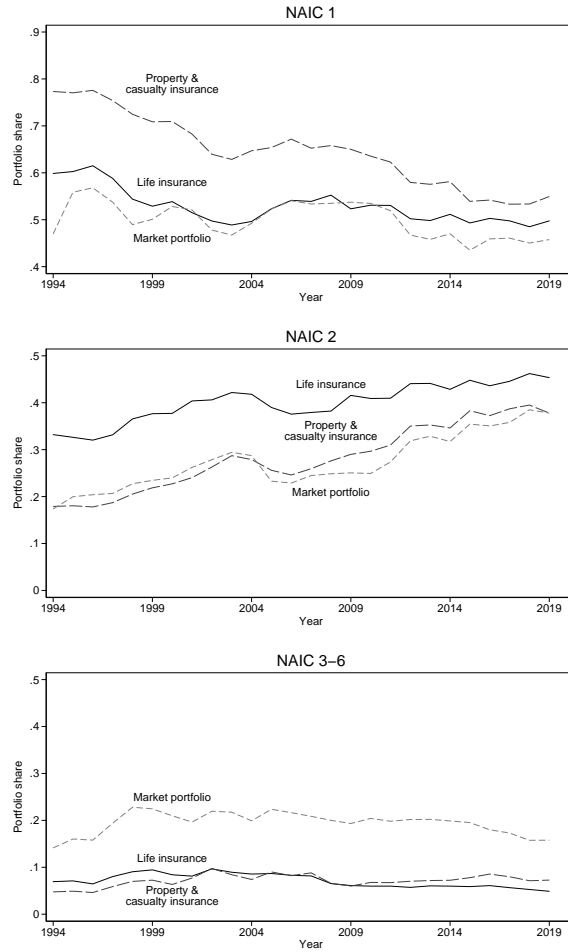 NAIC 1
Portfolio share
.9
.8
.7
.6
.5
.4
Property &
casualty insurance
Life insurance
Market portfolio
1994 1999 2004 2009 2014 2019
Year
NAIC 2
Portfolio share
.5
.4
.3
.2
.1
0
Life insurance
Property &
casualty insurance
Market portfolio
1994 1999 2004 2009 2014 2019
Year
NAIC 3–6
Portfolio share
.5
.4
.3
.2
.1
0
Market portfolio
Life insurance
Property &
casualty insurance
1994 1999 2004 2009 2014 2019
Year